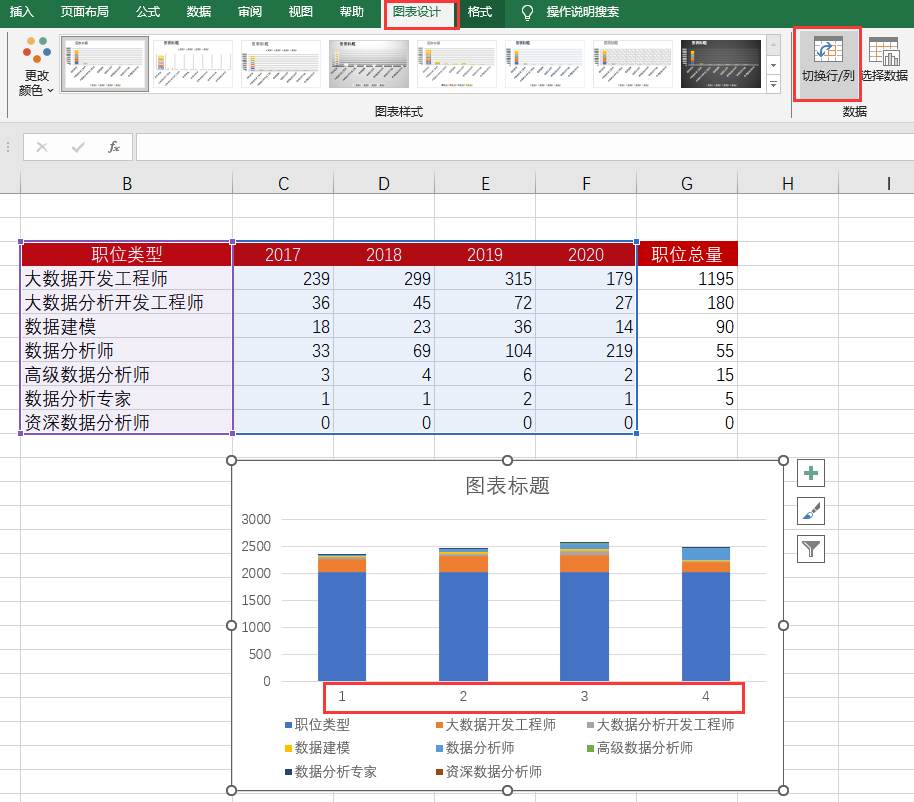 插入 页面布局 公式 数据 审阅 视图 帮助 图表设计 格式 操作说明搜索
更改
颜色
切换行/列 选择数据
图表样式 数据
fx
B C D E F G H I
职位类型 2017 2018 2019 2020 职位总量
大数据开发工程师 239 299 315 179 1195
大数据分析开发工程师 36 45 72 27 180
数据建模 18 23 36 14 90
数据分析师 33 69 104 219 55
高级数据分析师 3 4 6 2 15
数据分析专家 1 1 2 1 5
资深数据分析师 0 0 0 0 0
图表标题
3000
2500
2000
1500
1000
500
0
1 2 3 4
职位类型 大数据开发工程师 大数据分析开发工程师
数据建模 数据分析师 高级数据分析师
数据分析专家 资深数据分析师